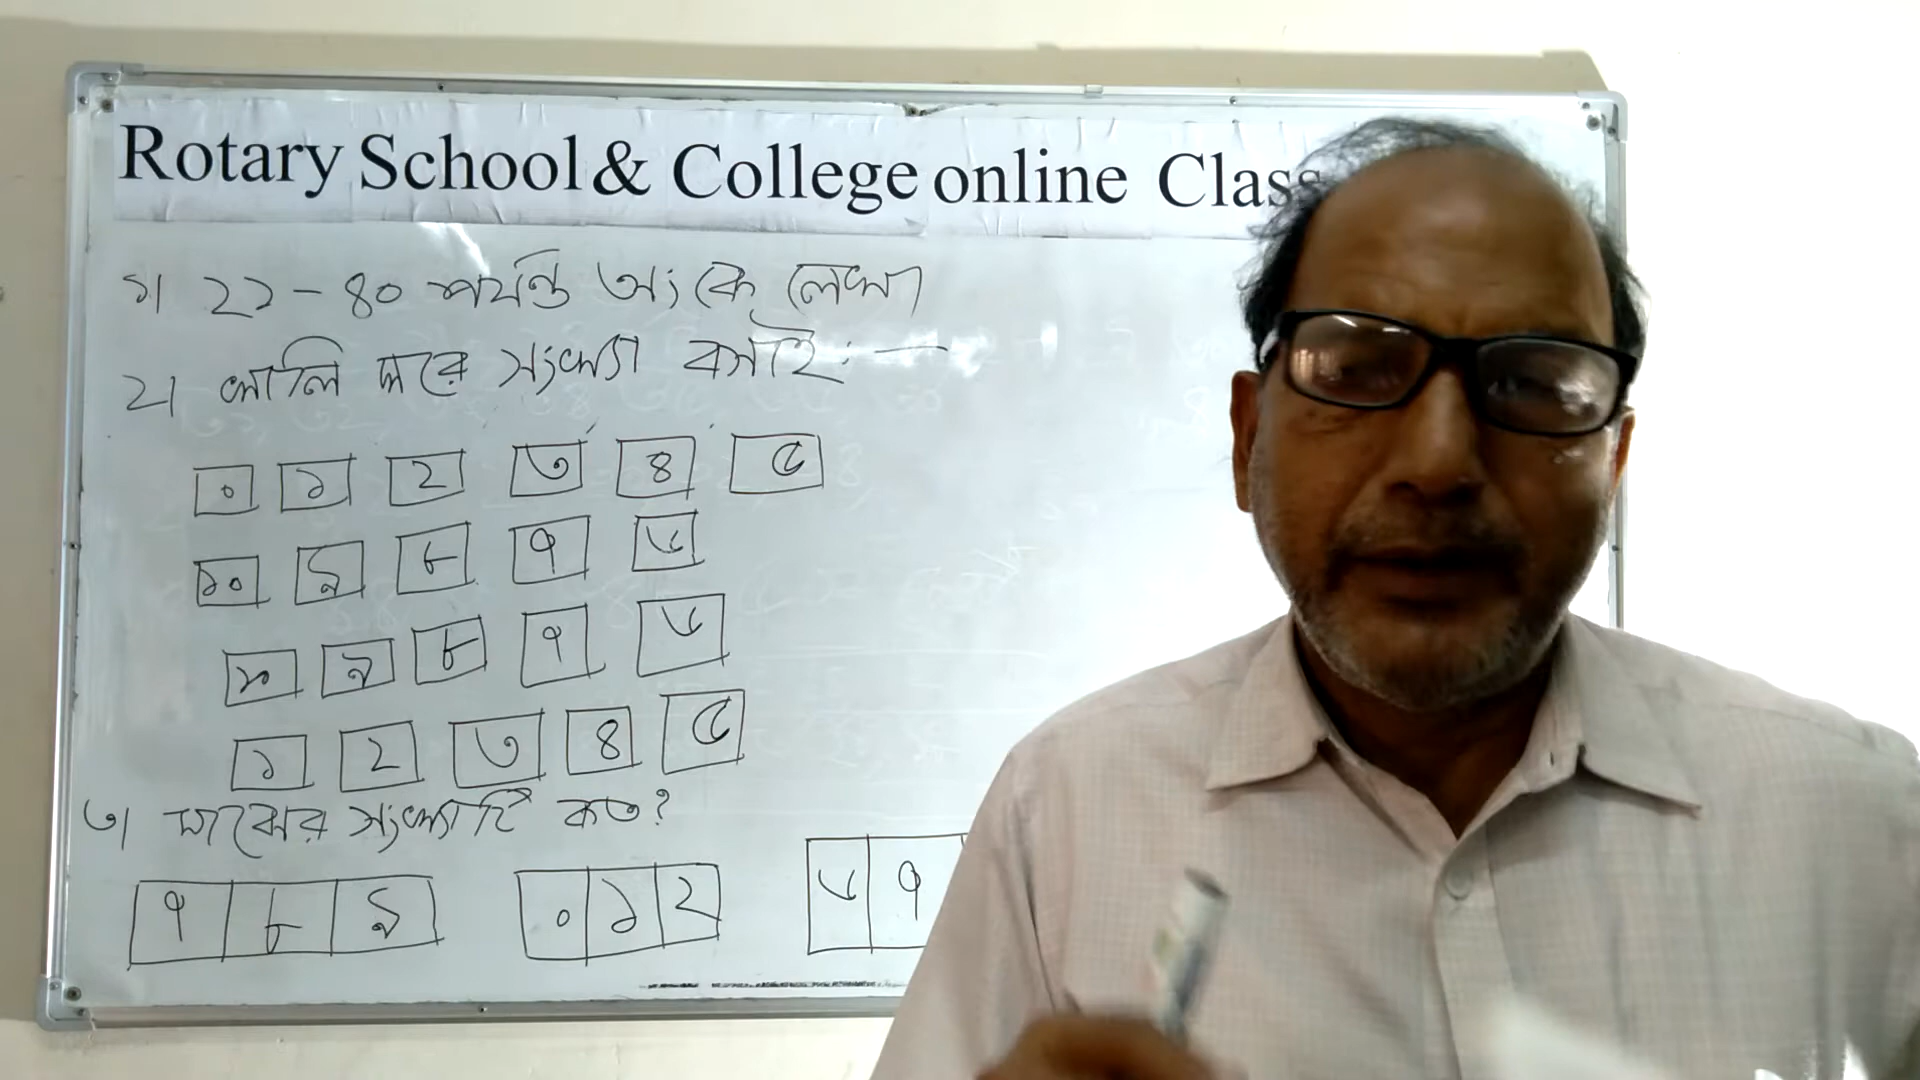 Rotary School & College online Class
১। ২১-৪০ পর্যন্ত অংকে লেখা
২। খালি ঘরে সংখ্যা বসাই:—
০ ১ ২ ৩ ৪ ৫
১০ ৯ ৮ ৭ ৬
১০ ৯ ৮ ৭ ৬
১ ২ ৩ ৪ ৫
৩। মাঝের সংখ্যাটি কত?
৭ ৮ ৯ ০ ১ ২ ৬ ৭